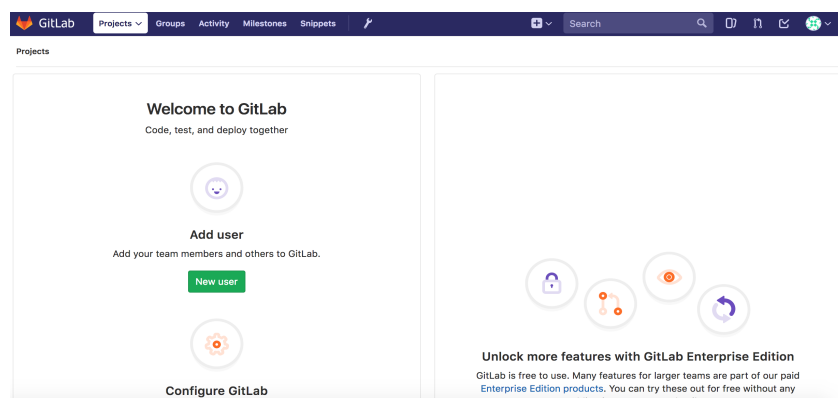 GitLab Projects Groups Activity Milestones Snippets Search
Projects
Welcome to GitLab
Code, test, and deploy together
Add user
Add your team members and others to GitLab.
New user
Configure GitLab
Unlock more features with GitLab Enterprise Edition
GitLab is free to use. Many features for larger teams are part of our paid
Enterprise Edition products. You can try these out for free without any